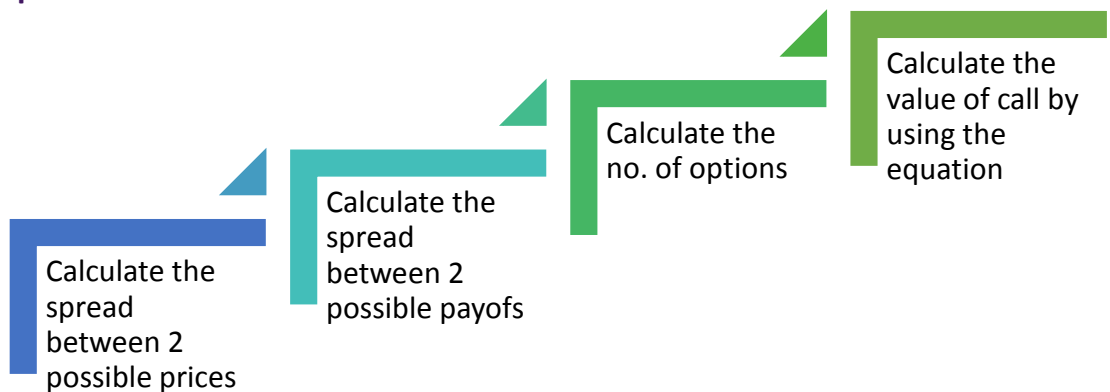 Calculate the
spread
between 2
possible prices
Calculate the
spread
between 2
possible payofs
Calculate the
no. of options
Calculate the
value of call by
using the
equation